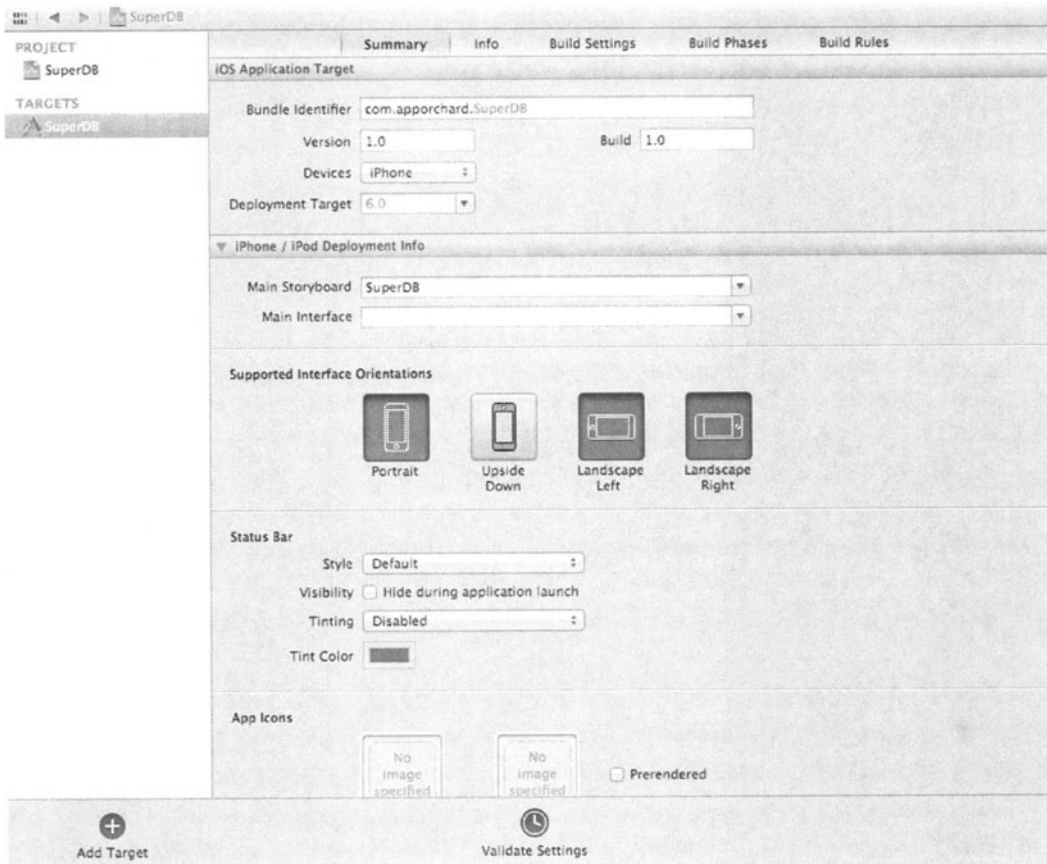 SuperDB
PROJECT
SuperDB
TARGETS
SuperDB
Summary Info Build Settings Build Phases Build Rules
iOS Application Target
Bundle Identifier com.apporchard.SuperDB
Version 1.0 Build 1.0
Devices iPhone
Deployment Target 6.0
iPhone / iPod Deployment Info
Main Storyboard SuperDB
Main Interface
Supported Interface Orientations
Portrait
Upside
Down
Landscape
Left
Landscape
Right
Status Bar
Style Default
Visibility Hide during application launch
Tinting Disabled
Tint Color
App Icons
No
image
specified
No
image
specified
Prerendered
Add Target
Validate Settings